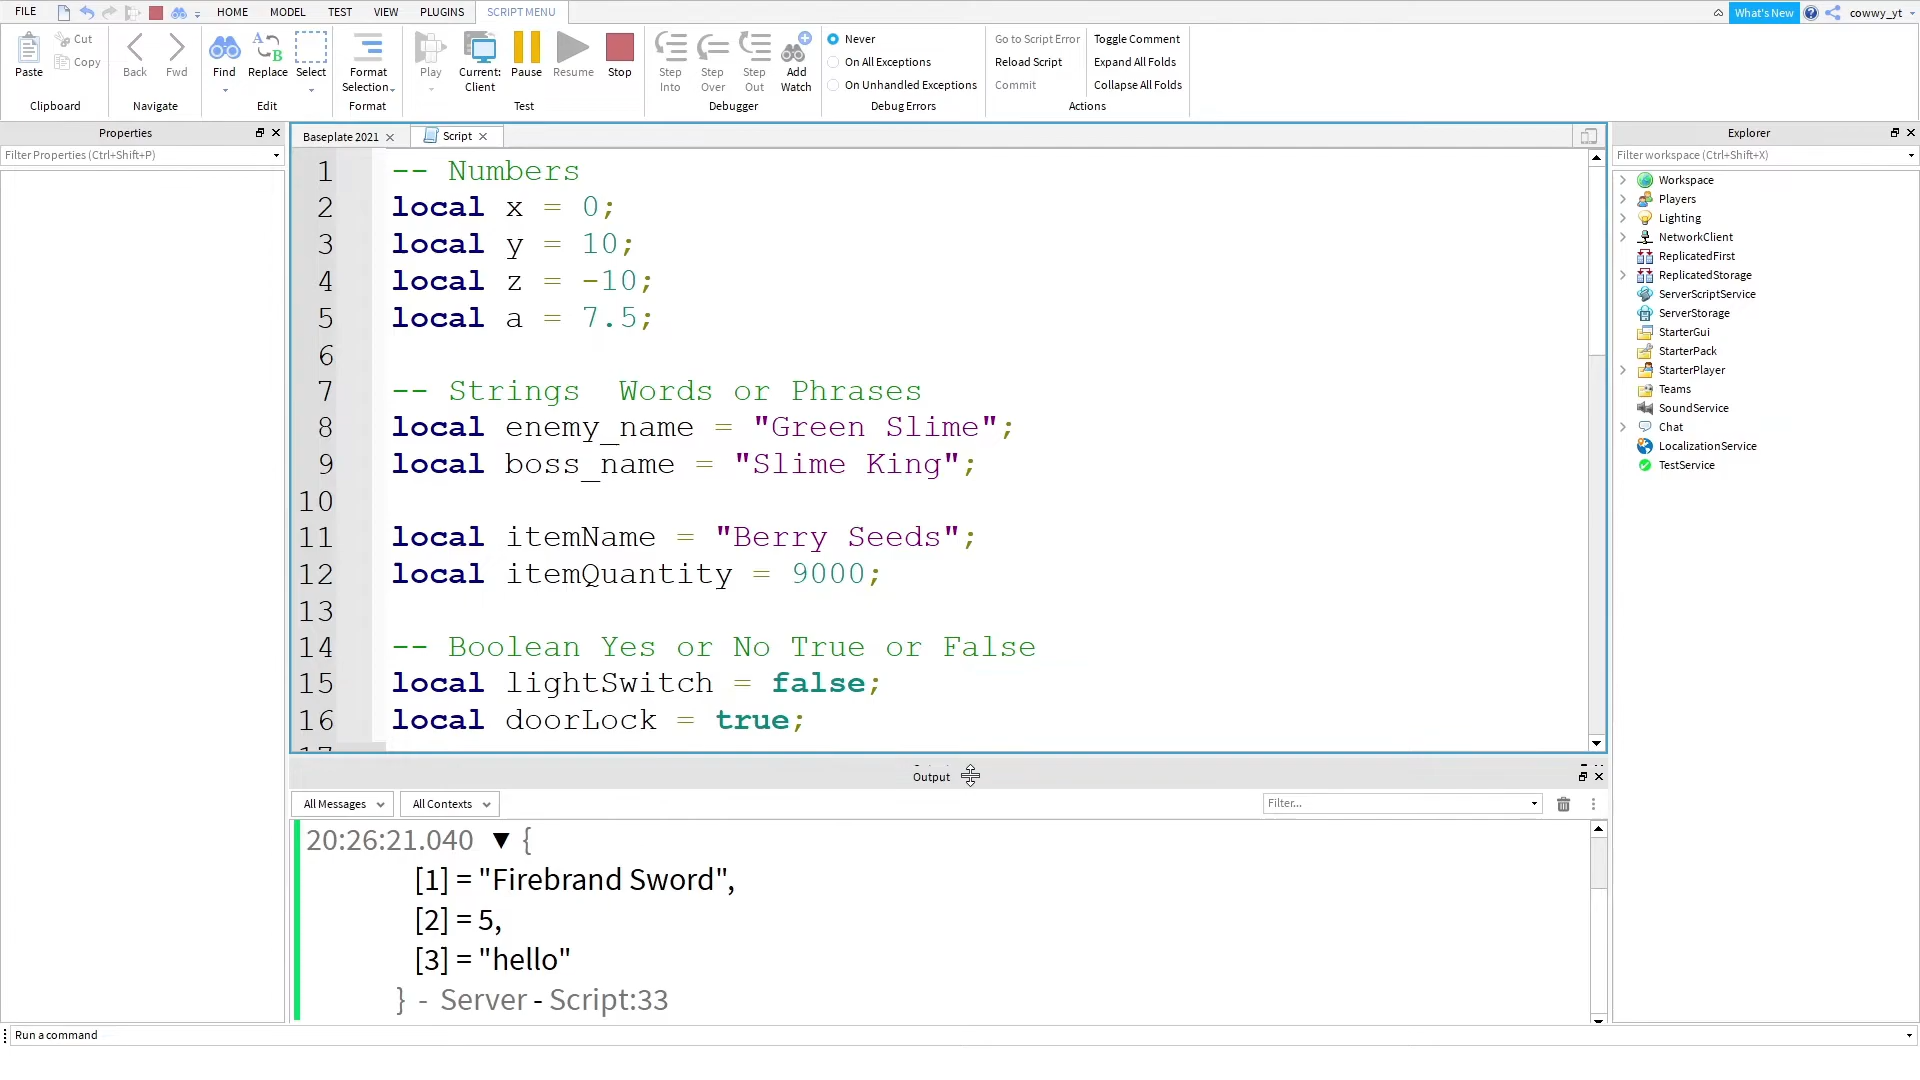 FILE HOME MODEL TEST VIEW PLUGINS SCRIPT MENU What's New cowwy_yt
Paste Cut Copy
Clipboard
Back Fwd
Navigate
Find Replace Select
Edit
Format Selection
Format
Play Current: Client Pause Resume Stop
Test
Step Into Step Over Step Out Add Watch
Debugger
Never
On All Exceptions
On Unhandled Exceptions
Debug Errors
Go to Script Error
Reload Script
Commit
Toggle Comment
Expand All Folds
Collapse All Folds
Actions
Properties
Filter Properties (Ctrl+Shift+P)
Baseplate 2021 Script
1 -- Numbers
2 local x = 0;
3 local y = 10;
4 local z = -10;
5 local a = 7.5;
6
7 -- Strings  Words or Phrases
8 local enemy_name = "Green Slime";
9 local boss_name = "Slime King";
10
11 local itemName = "Berry Seeds";
12 local itemQuantity = 9000;
13
14 -- Boolean Yes or No True or False
15 local lightSwitch = false;
16 local doorLock = true;
Output
All Messages All Contexts Filter...
20:26:21.040 ▼ {
[1] = "Firebrand Sword",
[2] = 5,
[3] = "hello"
} - Server - Script:33
Run a command
Explorer
Filter workspace (Ctrl+Shift+X)
Workspace
Players
Lighting
NetworkClient
ReplicatedFirst
ReplicatedStorage
ServerScriptService
ServerStorage
StarterGui
StarterPack
StarterPlayer
Teams
SoundService
Chat
LocalizationService
TestService